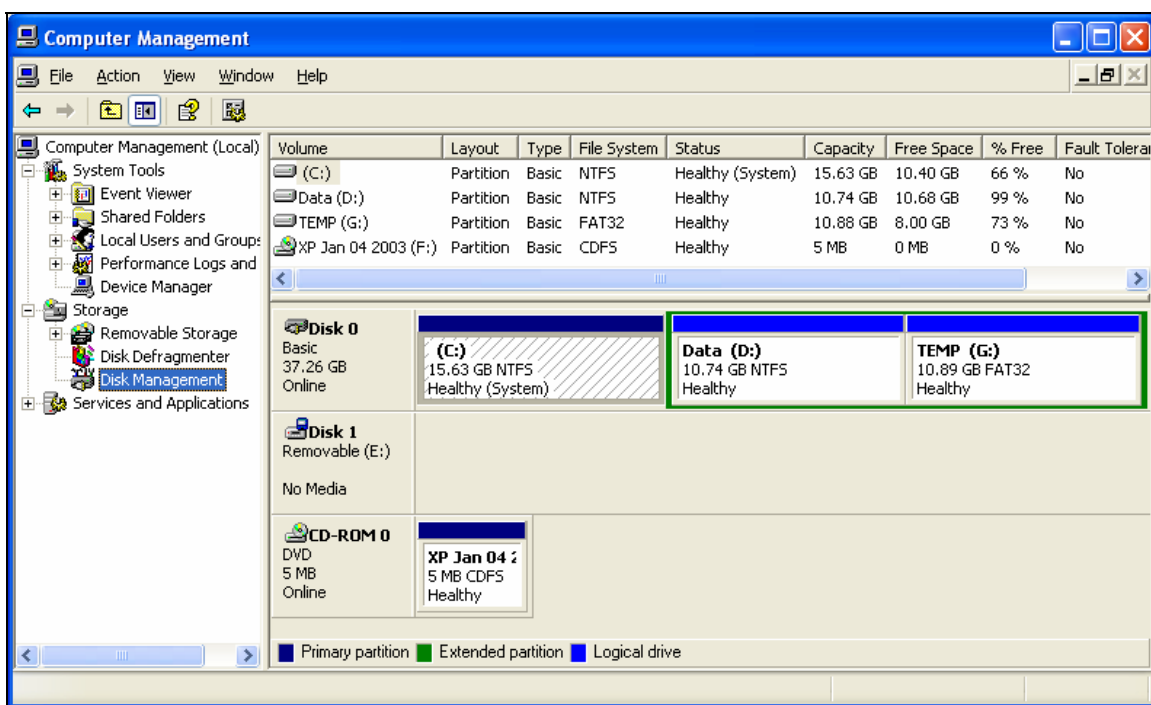 Computer Management
File Action View Window Help
Computer Management (Local)
System Tools
Event Viewer
Shared Folders
Local Users and Groups
Performance Logs and
Device Manager
Storage
Removable Storage
Disk Defragmenter
Disk Management
Services and Applications
Volume Layout Type File System Status Capacity Free Space % Free Fault Toleran
(C:) Partition Basic NTFS Healthy (System) 15.63 GB 10.40 GB 66 % No
Data (D:) Partition Basic NTFS Healthy 10.74 GB 10.68 GB 99 % No
TEMP (G:) Partition Basic FAT32 Healthy 10.88 GB 8.00 GB 73 % No
XP Jan 04 2003 (F:) Partition Basic CDFS Healthy 5 MB 0 MB 0 % No
Disk 0
Basic
37.26 GB
Online
(C:)
15.63 GB NTFS
Healthy (System)
Data (D:)
10.74 GB NTFS
Healthy
TEMP (G:)
10.89 GB FAT32
Healthy
Disk 1
Removable (E:)
No Media
CD-ROM 0
DVD
5 MB
Online
XP Jan 04 2
5 MB CDFS
Healthy
Primary partition Extended partition Logical drive